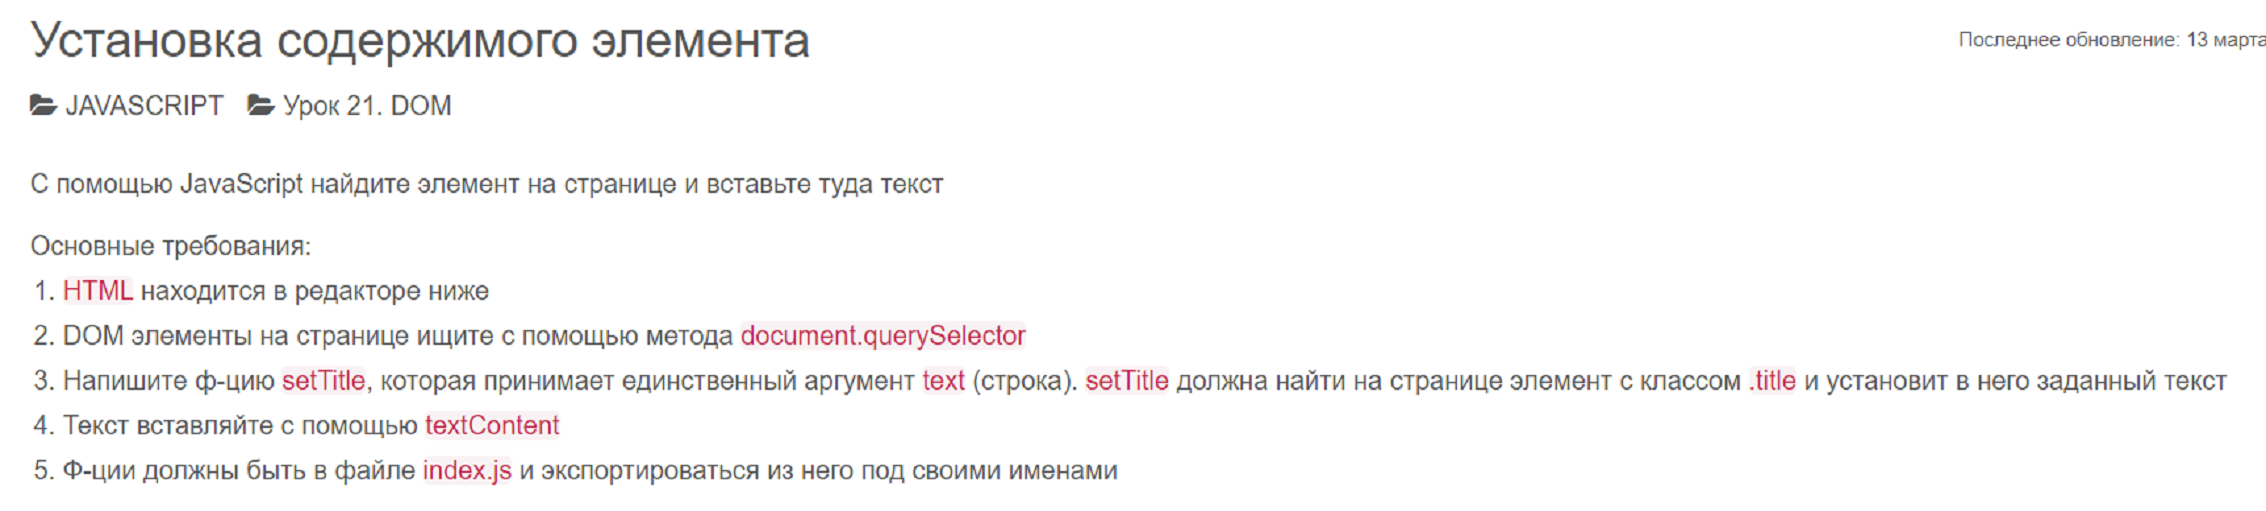 Установка содержимого элемента
Последнее обновление: 13 марта
JAVASCRIPT Урок 21. DOM
С помощью JavaScript найдите элемент на странице и вставьте туда текст
Основные требования:
1. HTML находится в редакторе ниже
2. DOM элементы на странице ищите с помощью метода document.querySelector
3. Напишите ф-цию setTitle, которая принимает единственный аргумент text (строка). setTitle должна найти на странице элемент с классом .title и установит в него заданный текст
4. Текст вставляйте с помощью textContent
5. Ф-ции должны быть в файле index.js и экспортироваться из него под своими именами